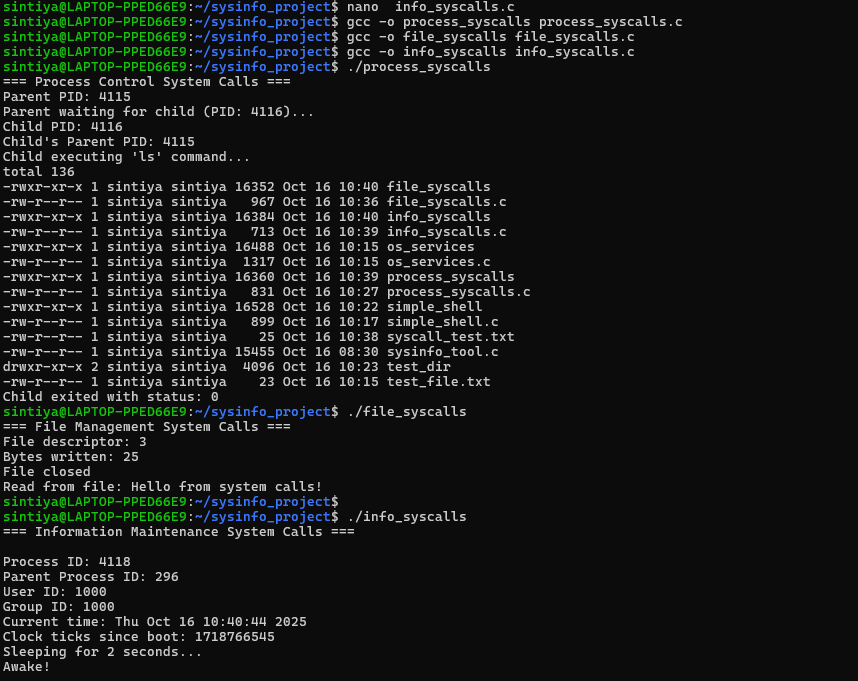 sintiya@LAPTOP-PPED66E9:~/sysinfo_project$ nano  info_syscalls.c
sintiya@LAPTOP-PPED66E9:~/sysinfo_project$ gcc -o process_syscalls process_syscalls.c
sintiya@LAPTOP-PPED66E9:~/sysinfo_project$ gcc -o file_syscalls file_syscalls.c
sintiya@LAPTOP-PPED66E9:~/sysinfo_project$ gcc -o info_syscalls info_syscalls.c
sintiya@LAPTOP-PPED66E9:~/sysinfo_project$ ./process_syscalls
=== Process Control System Calls ===
Parent PID: 4115
Parent waiting for child (PID: 4116)...
Child PID: 4116
Child's Parent PID: 4115
Child executing 'ls' command...
total 136
-rwxr-xr-x 1 sintiya sintiya 16352 Oct 16 10:40 file_syscalls
-rw-r--r-- 1 sintiya sintiya   967 Oct 16 10:36 file_syscalls.c
-rwxr-xr-x 1 sintiya sintiya 16384 Oct 16 10:40 info_syscalls
-rw-r--r-- 1 sintiya sintiya   713 Oct 16 10:39 info_syscalls.c
-rwxr-xr-x 1 sintiya sintiya 16488 Oct 16 10:15 os_services
-rw-r--r-- 1 sintiya sintiya  1317 Oct 16 10:15 os_services.c
-rwxr-xr-x 1 sintiya sintiya 16360 Oct 16 10:39 process_syscalls
-rw-r--r-- 1 sintiya sintiya   831 Oct 16 10:27 process_syscalls.c
-rwxr-xr-x 1 sintiya sintiya 16528 Oct 16 10:22 simple_shell
-rw-r--r-- 1 sintiya sintiya   899 Oct 16 10:17 simple_shell.c
-rw-r--r-- 1 sintiya sintiya    25 Oct 16 10:38 syscall_test.txt
-rw-r--r-- 1 sintiya sintiya 15455 Oct 16 08:30 sysinfo_tool.c
drwxr-xr-x 2 sintiya sintiya  4096 Oct 16 10:23 test_dir
-rw-r--r-- 1 sintiya sintiya    23 Oct 16 10:15 test_file.txt
Child exited with status: 0
sintiya@LAPTOP-PPED66E9:~/sysinfo_project$ ./file_syscalls
=== File Management System Calls ===
File descriptor: 3
Bytes written: 25
File closed
Read from file: Hello from system calls!
sintiya@LAPTOP-PPED66E9:~/sysinfo_project$
sintiya@LAPTOP-PPED66E9:~/sysinfo_project$ ./info_syscalls
=== Information Maintenance System Calls ===

Process ID: 4118
Parent Process ID: 296
User ID: 1000
Group ID: 1000
Current time: Thu Oct 16 10:40:44 2025
Clock ticks since boot: 1718766545
Sleeping for 2 seconds...
Awake!